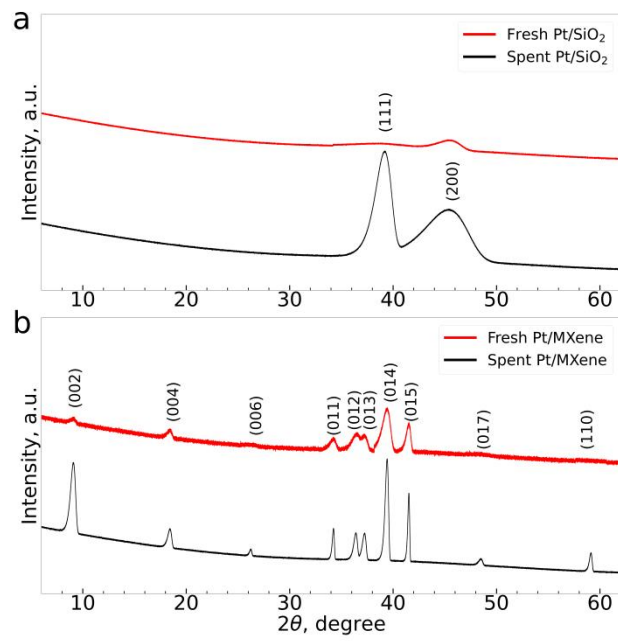 a
Fresh Pt/SiO₂
Spent Pt/SiO₂
(111)
(200)
Intensity, a.u.
10 20 30 40 50 60
b
Fresh Pt/MXene
Spent Pt/MXene
(002)
(004)
(006)
(011)
(012)
(013)
(014)
(015)
(017)
(110)
Intensity, a.u.
10 20 30 40 50 60
2θ, degree